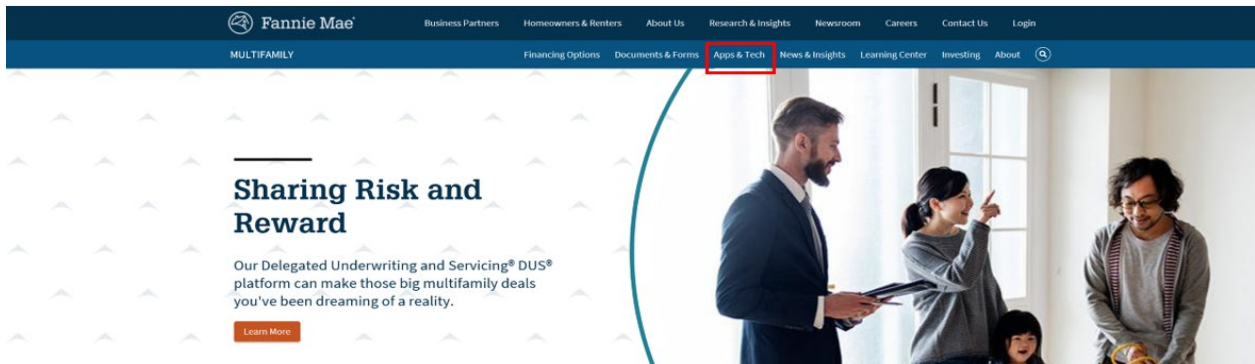 Fannie Mae® Business Partners Homeowners & Renters About Us Research & Insights Newsroom Careers Contact Us Login
MULTIFAMILY Financing Options Documents & Forms Apps & Tech News & Insights Learning Center Investing About
Sharing Risk and
Reward
Our Delegated Underwriting and Servicing® DUS®
platform can make those big multifamily deals
you've been dreaming of a reality.
Learn More